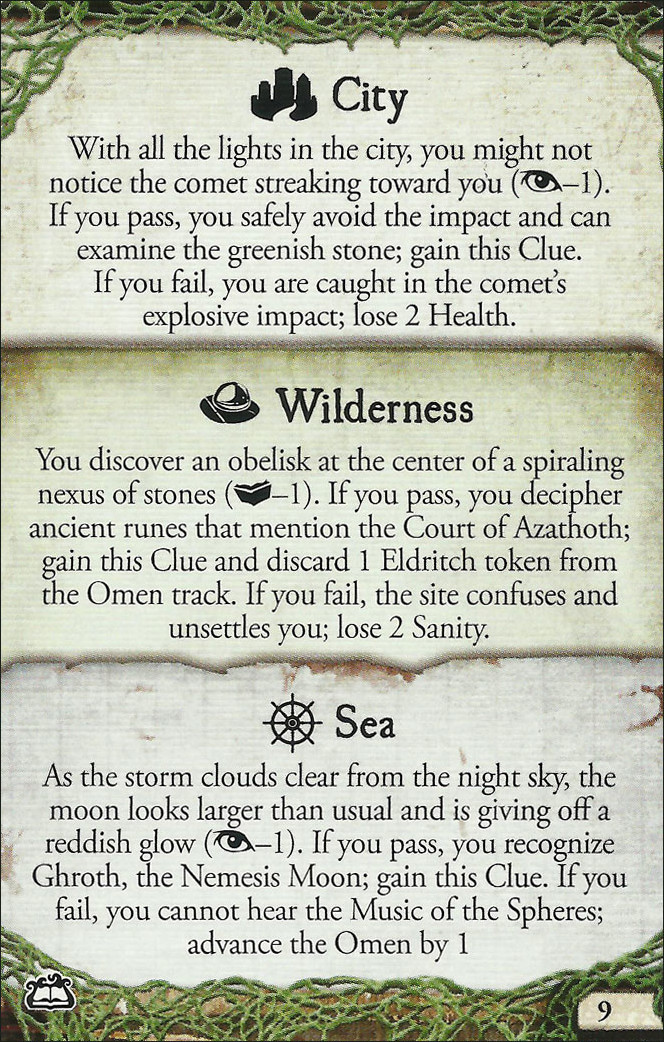 City
With all the lights in the city, you might not
notice the comet streaking toward you (–1).
If you pass, you safely avoid the impact and can
examine the greenish stone; gain this Clue.
If you fail, you are caught in the comet's
explosive impact; lose 2 Health.
Wilderness
You discover an obelisk at the center of a spiraling
nexus of stones (–1). If you pass, you decipher
ancient runes that mention the Court of Azathoth;
gain this Clue and discard 1 Eldritch token from
the Omen track. If you fail, the site confuses and
unsettles you; lose 2 Sanity.
Sea
As the storm clouds clear from the night sky, the
moon looks larger than usual and is giving off a
reddish glow (–1). If you pass, you recognize
Ghroth, the Nemesis Moon; gain this Clue. If you
fail, you cannot hear the Music of the Spheres;
advance the Omen by 1
9